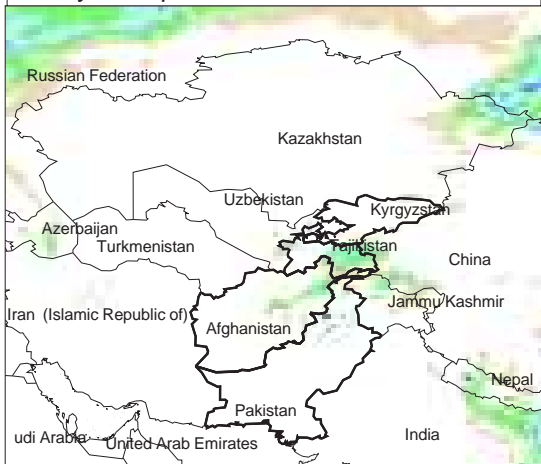 Russian Federation
Kazakhstan
Uzbekistan
Kyrgyzstan
Azerbaijan
Turkmenistan
Tajikistan
China
Iran (Islamic Republic of)
Jammu/Kashmir
Afghanistan
Nepal
Pakistan
udi Arabia
United Arab Emirates
India